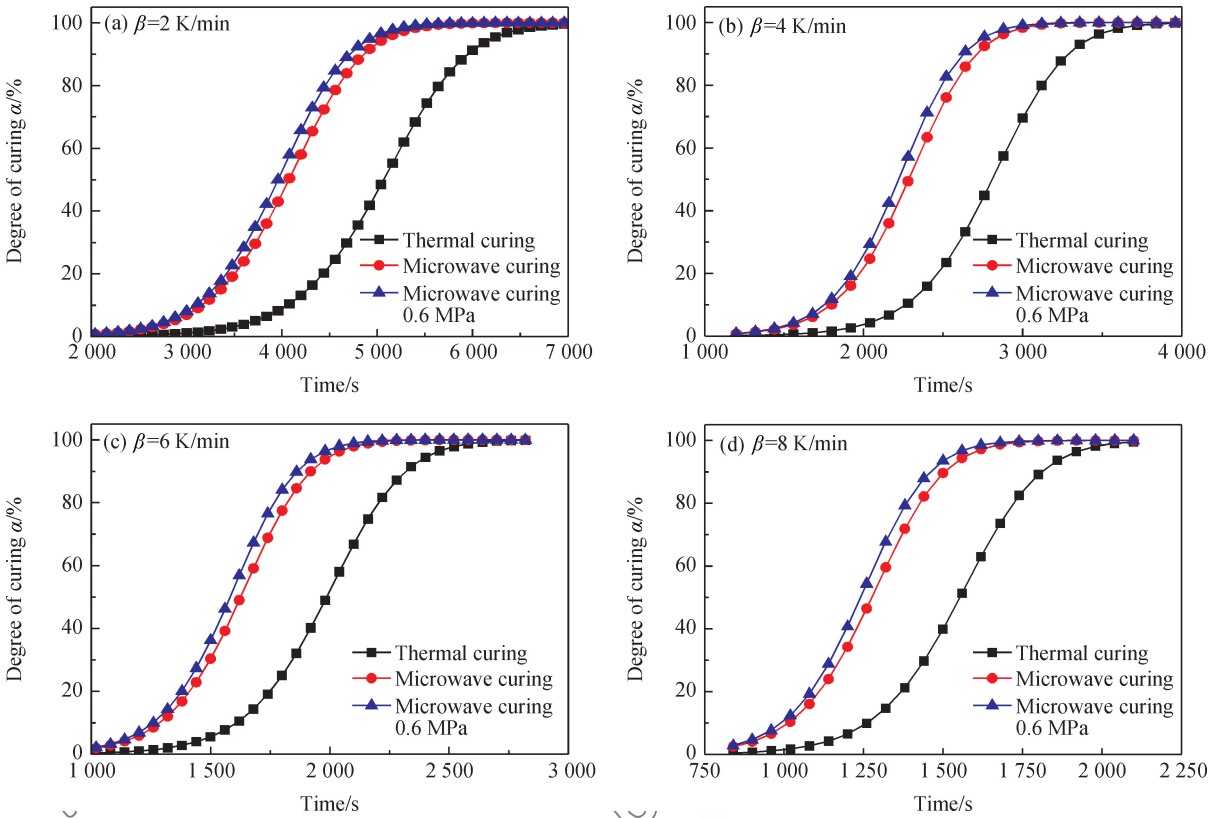 (a) β=2 K/min
Degree of curing α/%
100
80
60
40
20
0
Thermal curing
Microwave curing
Microwave curing
0.6 MPa
2 000 3 000 4 000 5 000 6 000 7 000
Time/s
(b) β=4 K/min
Degree of curing α/%
100
80
60
40
20
0
Thermal curing
Microwave curing
Microwave curing
0.6 MPa
1 000 2 000 3 000 4 000
Time/s
(c) β=6 K/min
Degree of curing α/%
100
80
60
40
20
0
Thermal curing
Microwave curing
Microwave curing
0.6 MPa
1 000 1 500 2 000 2 500 3 000
Time/s
(d) β=8 K/min
Degree of curing α/%
100
80
60
40
20
0
Thermal curing
Microwave curing
Microwave curing
0.6 MPa
750 1 000 1 250 1 500 1 750 2 000 2 250
Time/s